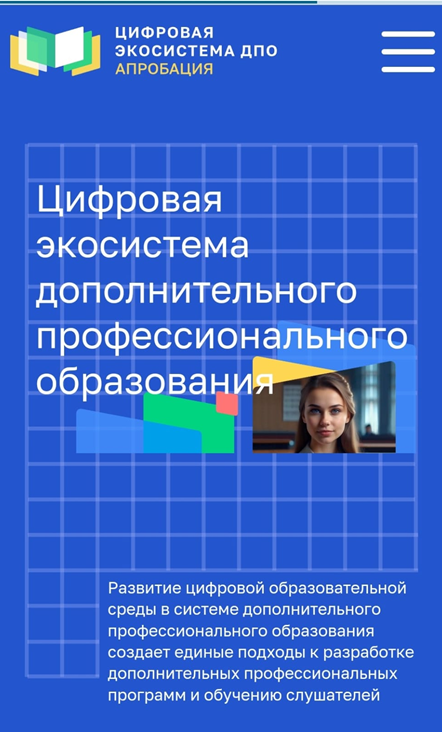 ЦИФРОВАЯ
ЭКОСИСТЕМА ДПО
АПРОБАЦИЯ
Цифровая
экосистема
дополнительного
профессионального
образования
Развитие цифровой образовательной
среды в системе дополнительного
профессионального образования
создает единые подходы к разработке
дополнительных профессиональных
программ и обучению слушателей